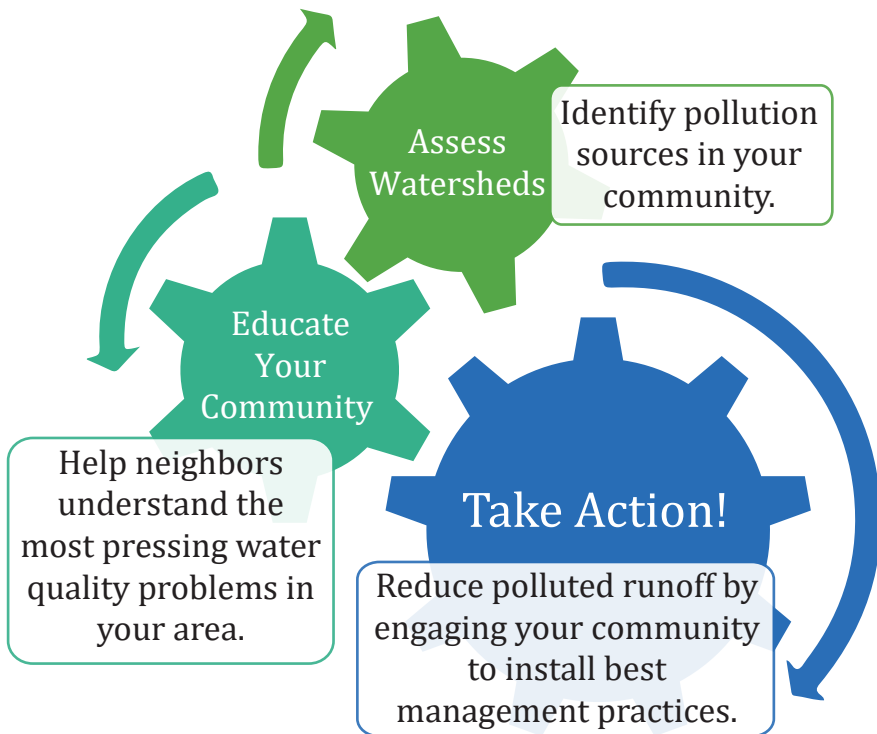 Assess
Watersheds
Identify pollution
sources in your
community.
Educate
Your
Community
Help neighbors
understand the
most pressing water
quality problems in
your area.
Take Action!
Reduce polluted runoff by
engaging your community
to install best
management practices.